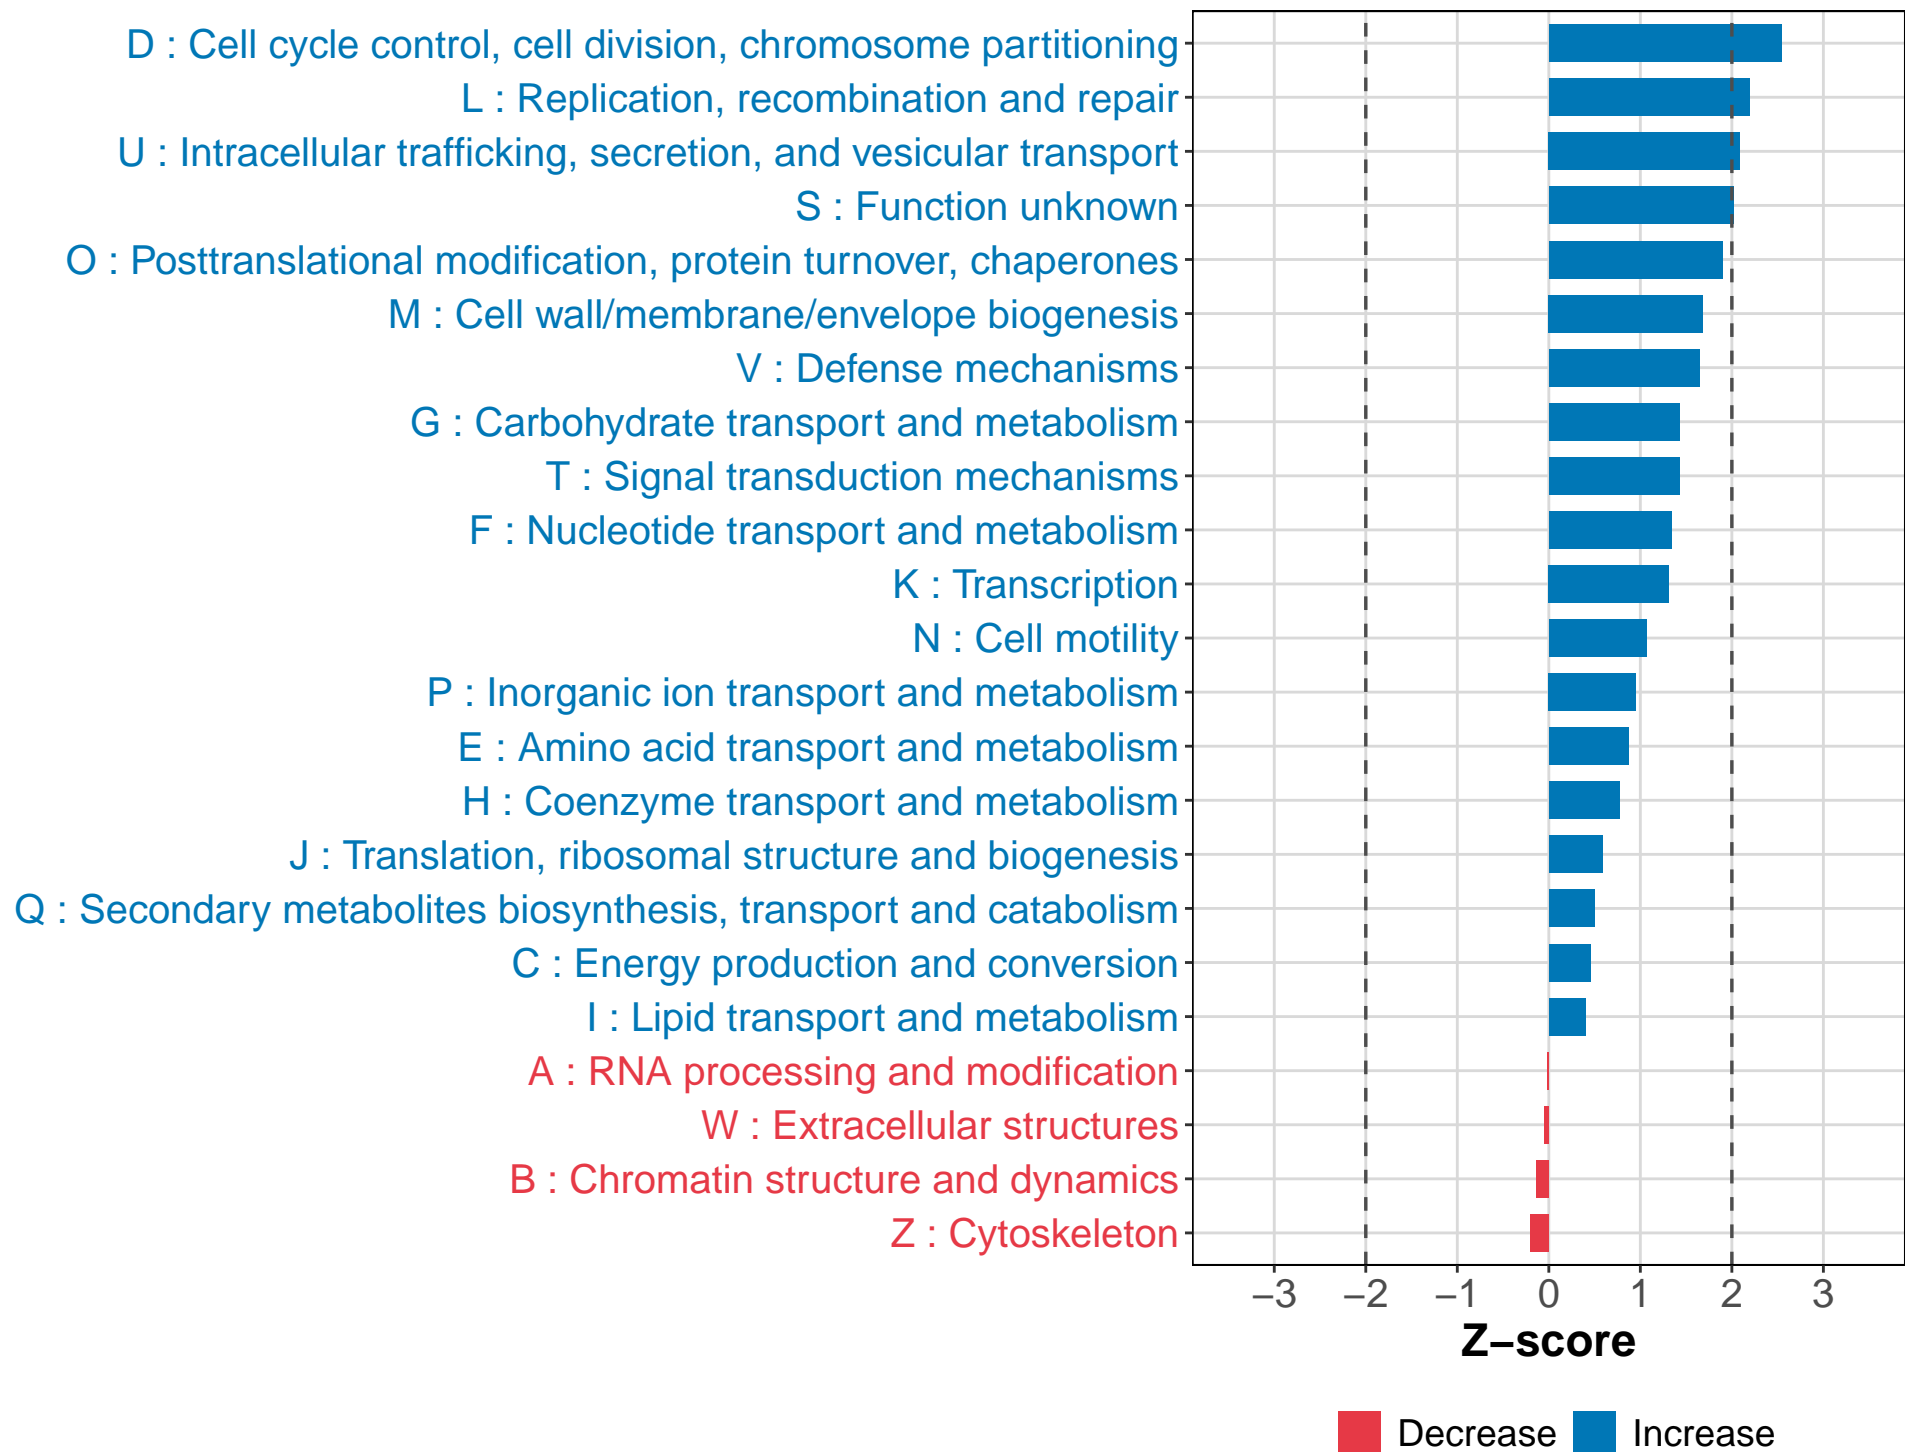 D : Cell cycle control, cell division, chromosome partitioning
L : Replication, recombination and repair
U : Intracellular trafficking, secretion, and vesicular transport
S : Function unknown
O : Posttranslational modification, protein turnover, chaperones
M : Cell wall/membrane/envelope biogenesis
V : Defense mechanisms
G : Carbohydrate transport and metabolism
T : Signal transduction mechanisms
F : Nucleotide transport and metabolism
K : Transcription
N : Cell motility
P : Inorganic ion transport and metabolism
E : Amino acid transport and metabolism
H : Coenzyme transport and metabolism
J : Translation, ribosomal structure and biogenesis
Q : Secondary metabolites biosynthesis, transport and catabolism
C : Energy production and conversion
I : Lipid transport and metabolism
A : RNA processing and modification
W : Extracellular structures
B : Chromatin structure and dynamics
Z : Cytoskeleton
−3 −2 −1 0 1 2 3
Z−score
Decrease Increase